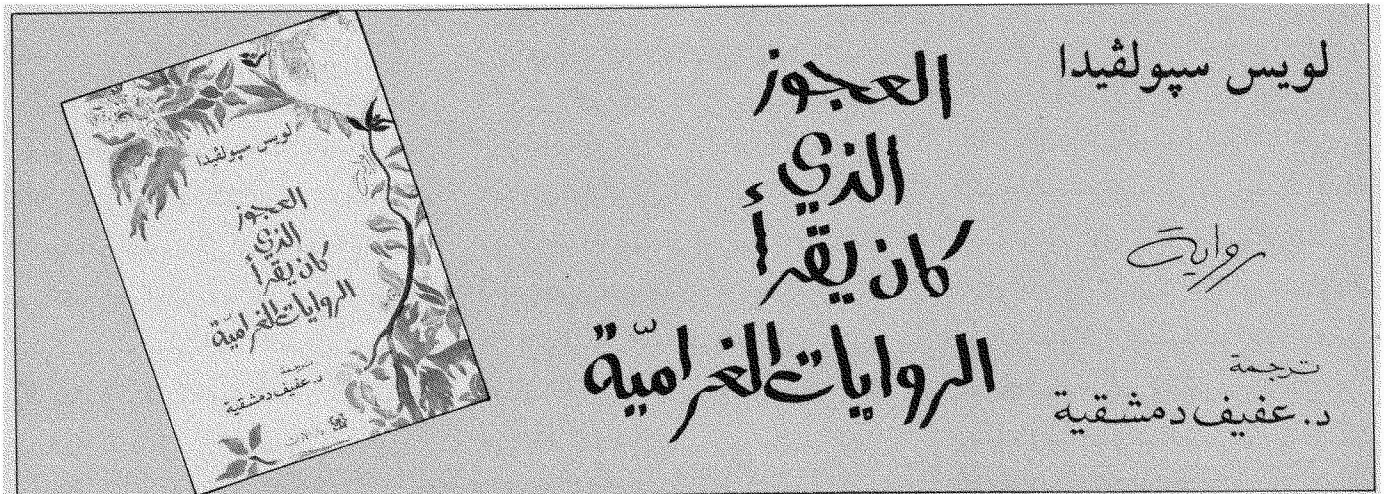 لويس سپولڤيدا
رواية
ترجمة
د. عفيف دمشقية
العجوز
الذي
كان يقرأ
الروايات الغراميّة
لويس سپولڤيدا
العجوز
الذي
كان يقرأ
الروايات الغرامية
ترجمة
د. عفيف دمشقية